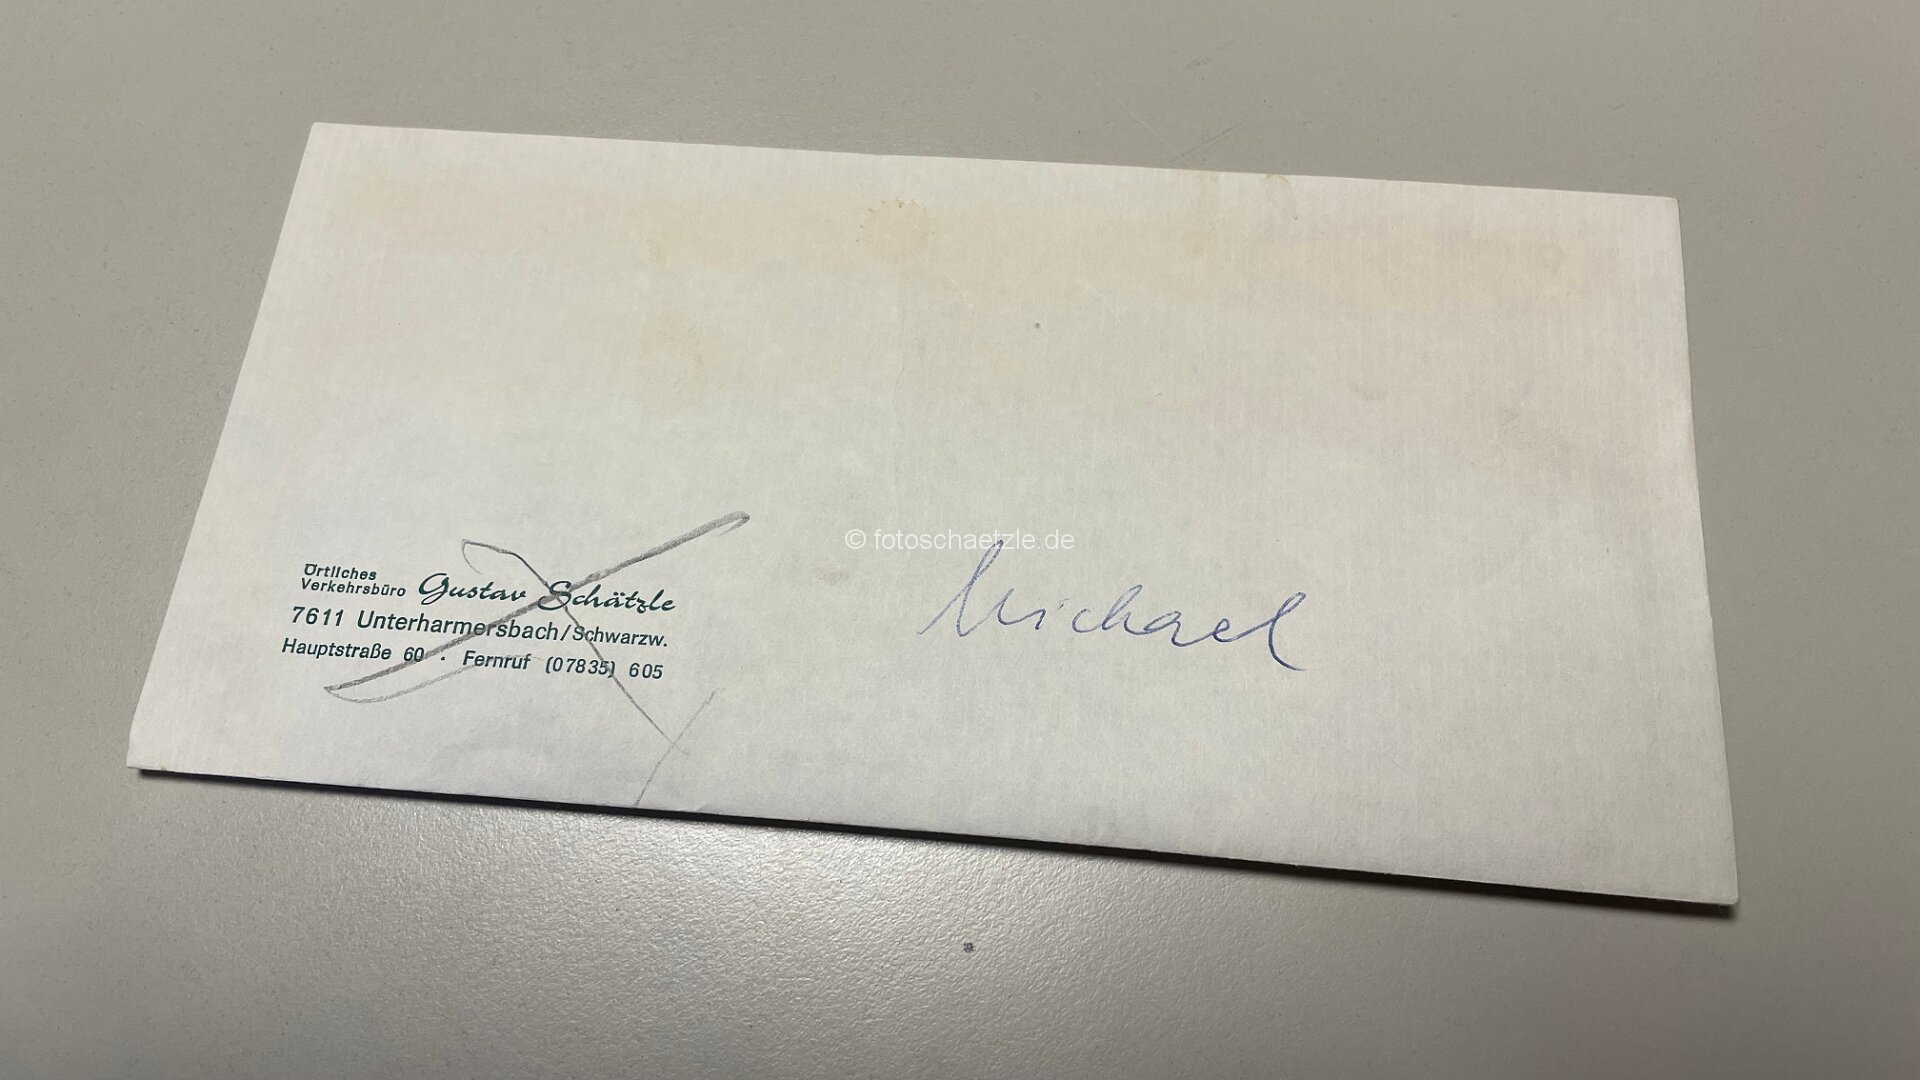 © fotoschaetzle.de
Örtliches
Verkehrsbüro Gustav Schätzle
7611 Unterharmersbach/Schwarzw.
Hauptstraße 60 · Fernruf (07835) 605
Michael